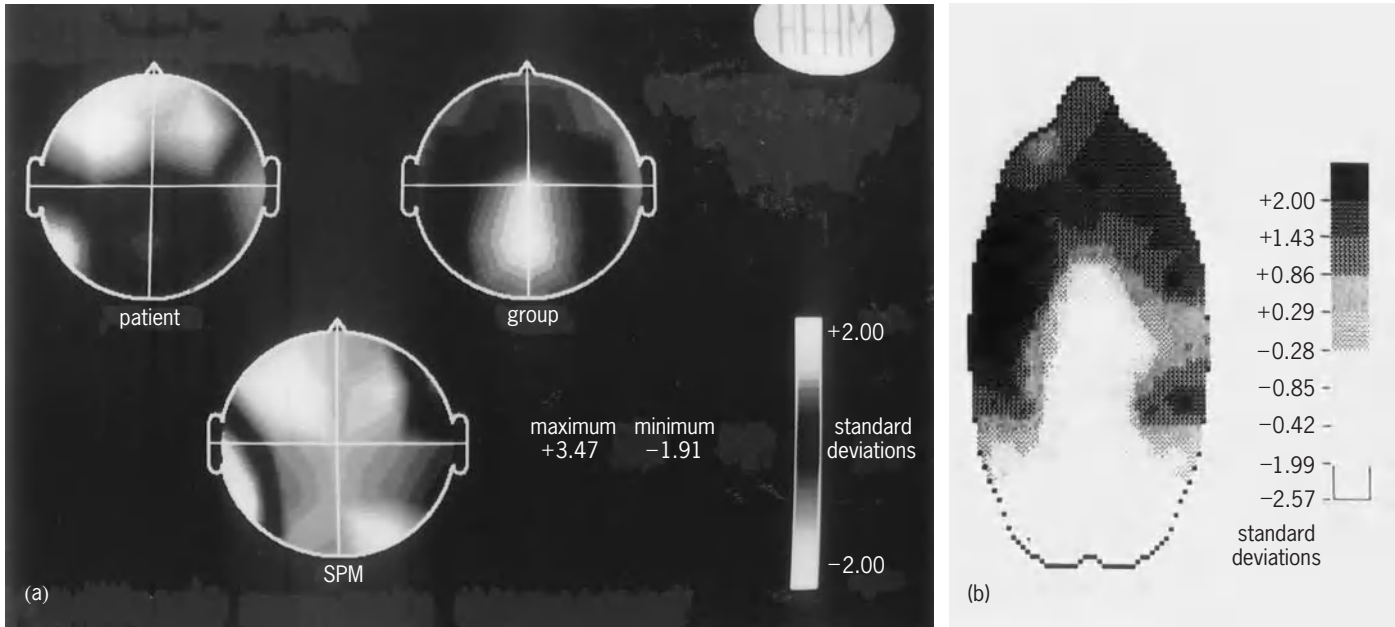 HFHM
patient
group
SPM
maximum
+3.47
minimum
−1.91
+2.00
standard
deviations
−2.00
(a)
+2.00
+1.43
+0.86
+0.29
−0.28
−0.85
−0.42
−1.99
−2.57
standard
deviations
(b)